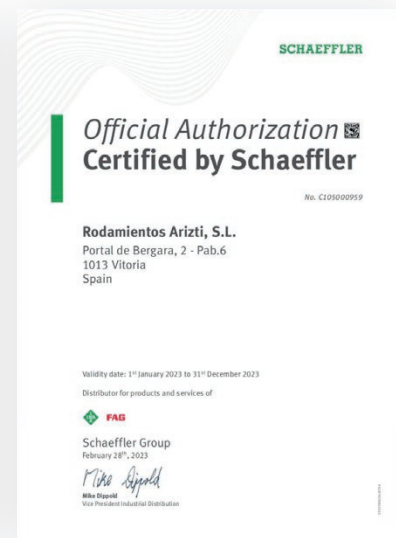 SCHAEFFLER
Official Authorization
Certified by Schaeffler
No. C105000959
Rodamientos Arizti, S.L.
Portal de Bergara, 2 - Pab.6
1013 Vitoria
Spain
Validity date: 1st January 2023 to 31st December 2023
Distributor for products and services of
FAG
Schaeffler Group
February 28th, 2023
Mike Dippold
Mike Dippold
Vice President Industrial Distribution